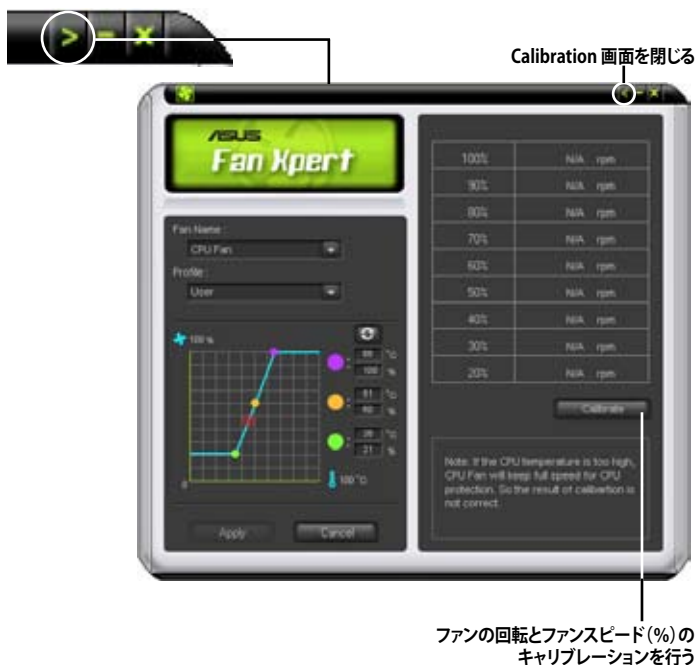 > - x
Calibration 画面を閉じる
< - x
ASUS
Fan Xpert
Fan Name :
CPU Fan
Profile :
User
100 %
°C
100 %
°C
%
°C
21 %
0
100 °C
Apply
Cancel
100% N/A rpm
90% N/A rpm
80% N/A rpm
70% N/A rpm
60% N/A rpm
50% N/A rpm
40% N/A rpm
30% N/A rpm
20% N/A rpm
Calibrate
Note: If the CPU temperature is too high,
CPU Fan will keep full speed for CPU
protection. So the result of calibartion is
not correct.
ファンの回転とファンスピード(%)の
キャリブレーションを行う